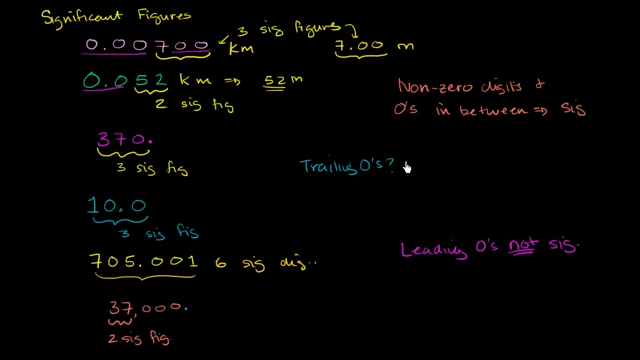 Significant Figures
0.00700 km 3 sig figures 7.00 m
0.052 km ⇒ 52 m
2 sig fig
Non-zero digits +
0's in between ⇒ sig
370.
3 sig fig
Trailing 0's?
10.0
3 sig fig
705.001 6 sig dig..
Leading 0's not sig.
37,000.
2 sig fig